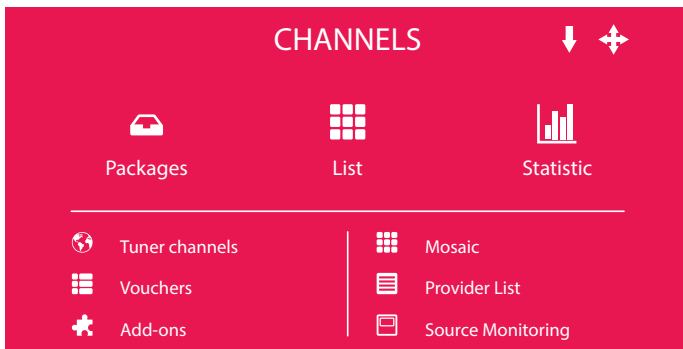 CHANNELS
Packages
List
Statistic
Tuner channels
Mosaic
Vouchers
Provider List
Add-ons
Source Monitoring